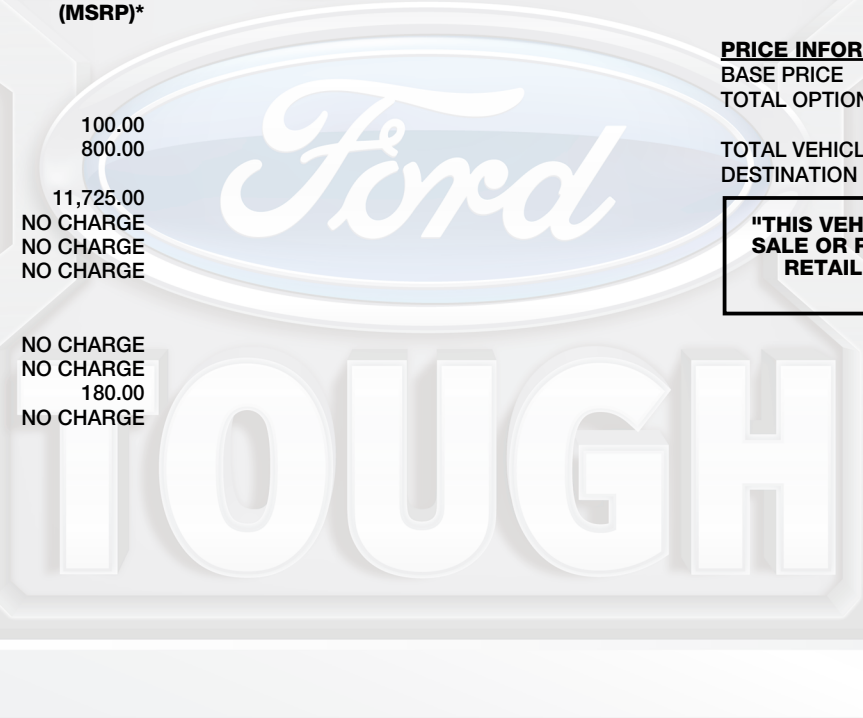 (MSRP)*
100.00
800.00
11,725.00
NO CHARGE
NO CHARGE
NO CHARGE
NO CHARGE
NO CHARGE
180.00
NO CHARGE
PRICE INFOR
BASE PRICE
TOTAL OPTION
TOTAL VEHICL
DESTINATION
"THIS VEH
SALE OR F
RETAIL
Ford
TOUGH